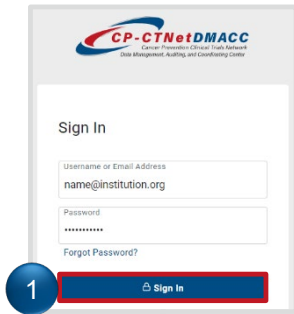 CP-CTNetDMACC
Cancer Prevention Clinical Trials Network
Data Management, Auditing, and Coordinating Center
Sign In
Username or Email Address
name@institution.org
Password
•••••••••••
Forgot Password?
1
Sign In